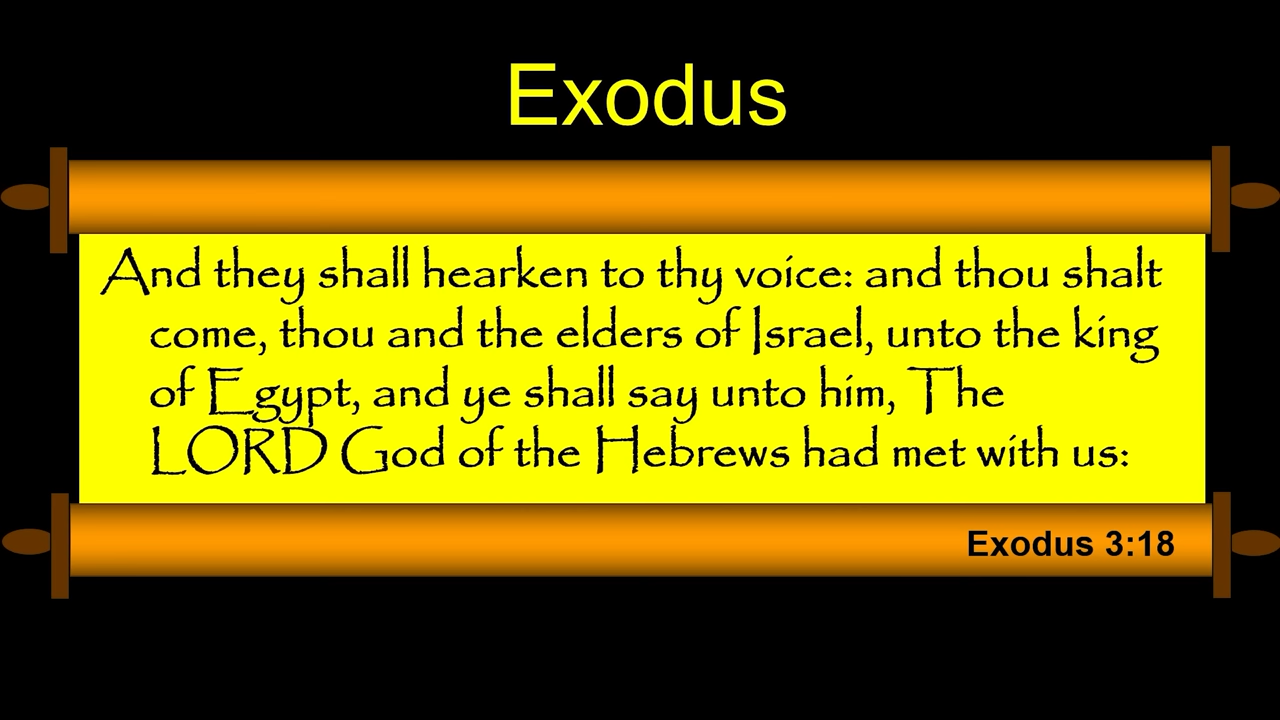 Exodus
And they shall hearken to thy voice: and thou shalt
come, thou and the elders of Israel, unto the king
of Egypt, and ye shall say unto him, The
LORD God of the Hebrews had met with us:
Exodus 3:18